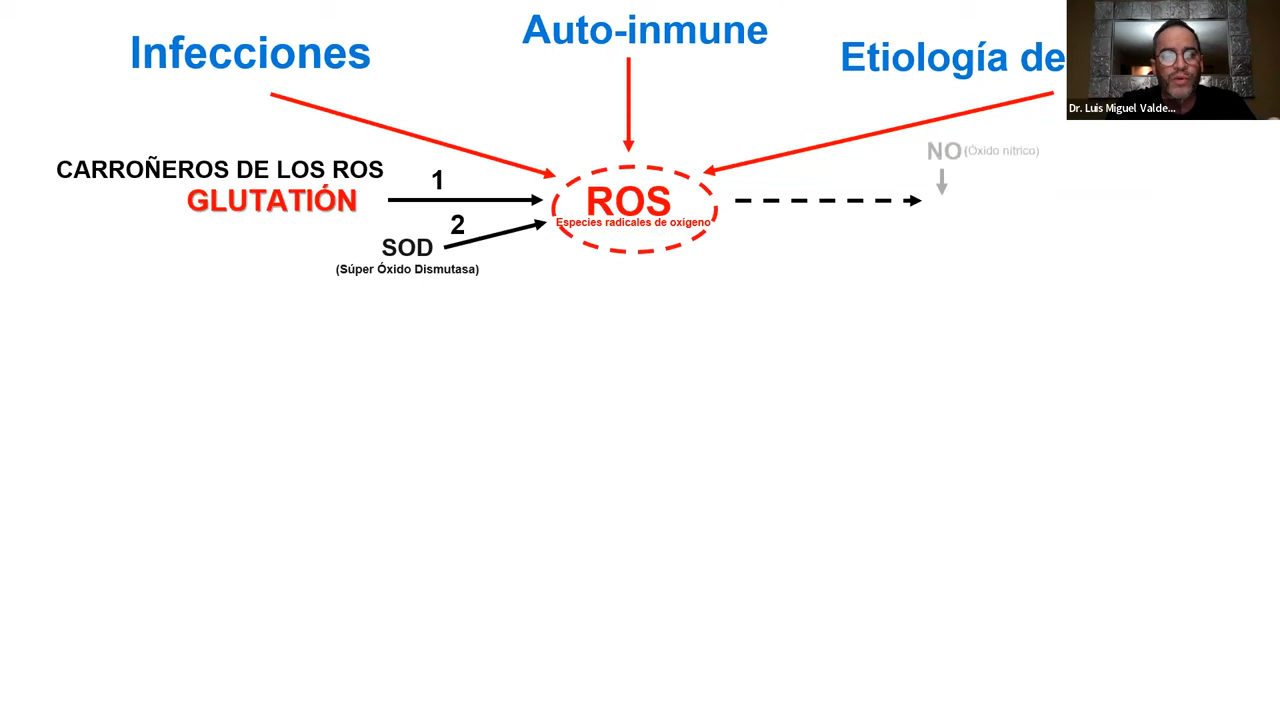 Infecciones
Auto-inmune
Etiología de
Dr. Luis Miguel Valde...
CARROÑEROS DE LOS ROS
GLUTATIÓN
1
2
SOD
(Súper Óxido Dismutasa)
ROS
Especies radicales de oxigeno
NO (Óxido nítrico)